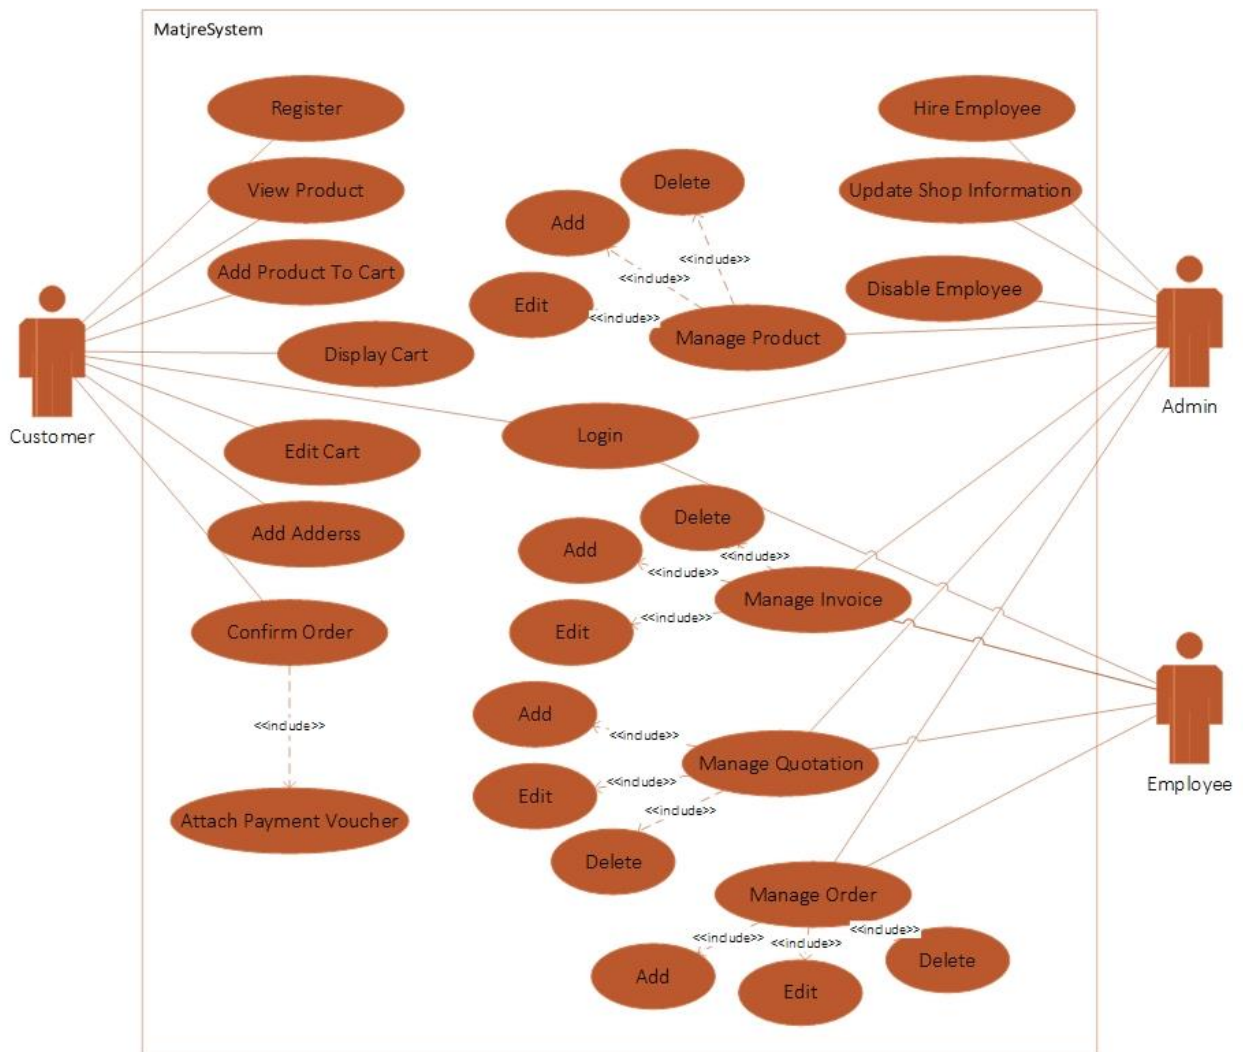 MatjreSystem
Register
Hire Employee
View Product
Delete
Update Shop Information
Add
<<include>>
Add Product To Cart
<<include>>
Disable Employee
Edit
<<include>>
Manage Product
Display Cart
Admin
Customer
Login
Edit Cart
Delete
Add Aderss
Add
<<include>>
<<include>>
Manage Invoice
<<include>>
Confirm Order
Edit
Add
<<include>>
<<include>>
Manage Quotation
Employee
Edit
<<include>>
<<include>>
Attach Payment Voucher
Delete
Manage Order
<<include>>
<<include>>
<<include>>
Add
Edit
Delete